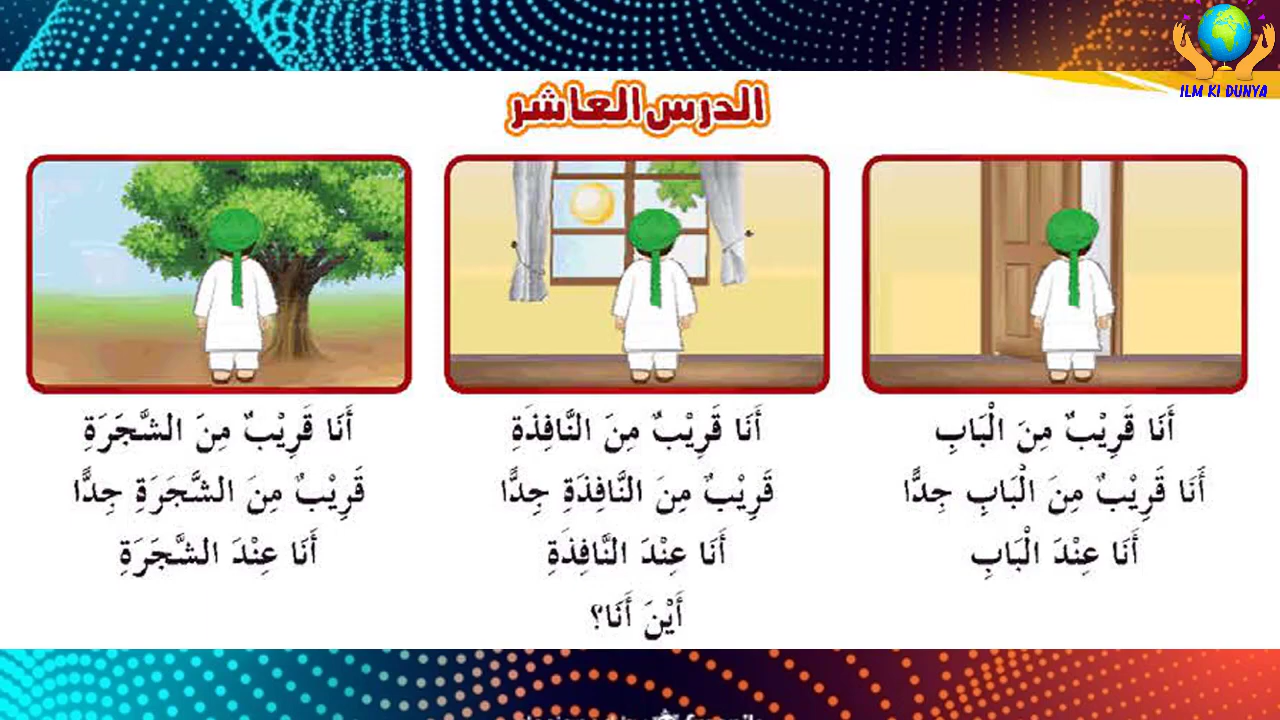 ILM KI DUNYA
الدرس العاشر
أَنَا قَرِيْبٌ مِنَ الْبَابِ
أَنَا قَرِيْبٌ مِنَ الْبَابِ جِدًّا
أَنَا عِنْدَ الْبَابِ
أَنَا قَرِيْبٌ مِنَ النَّافِذَةِ
قَرِيْبٌ مِنَ النَّافِذَةِ جِدًّا
أَنَا عِنْدَ النَّافِذَةِ
أَيْنَ أَنَا؟
أَنَا قَرِيْبٌ مِنَ الشَّجَرَةِ
قَرِيْبٌ مِنَ الشَّجَرَةِ جِدًّا
أَنَا عِنْدَ الشَّجَرَةِ